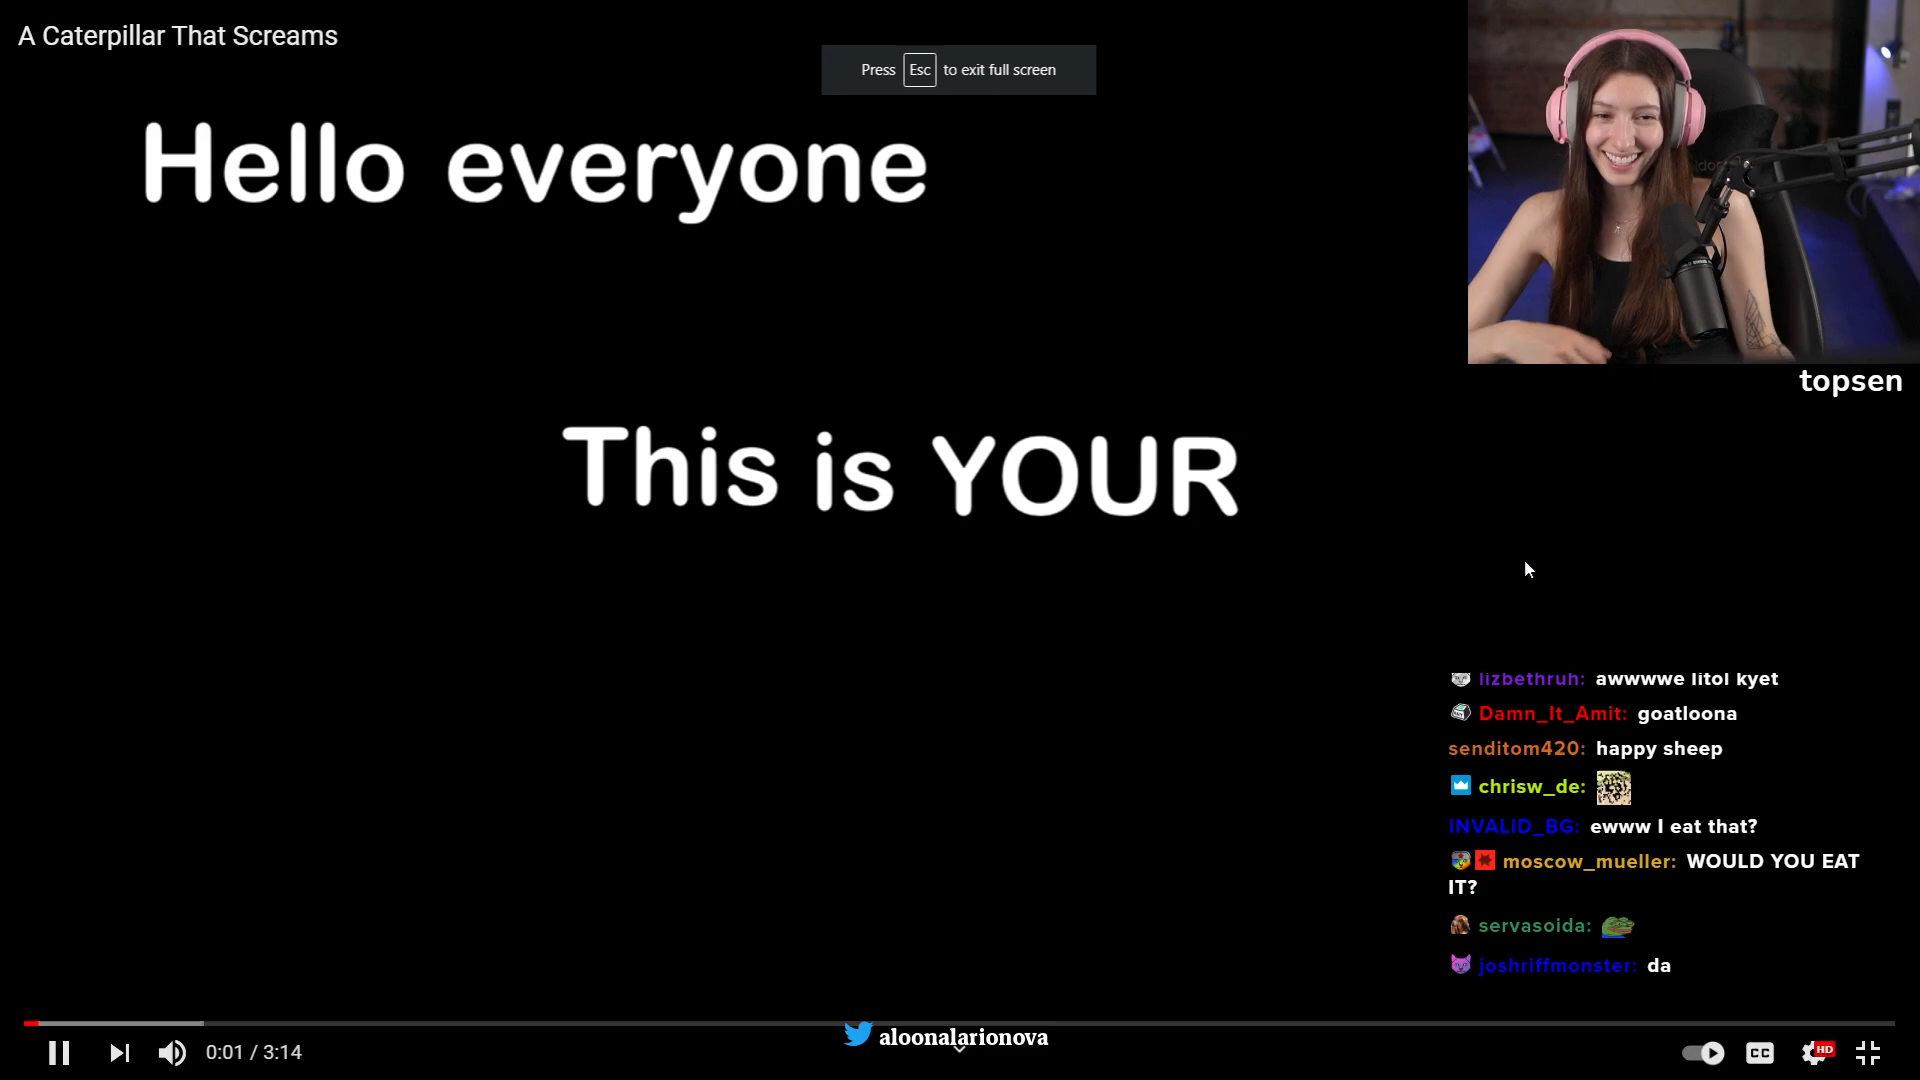 A Caterpillar That Screams
Press Esc to exit full screen
Hello everyone
This is YOUR
topsen
lizbethruh: awwwwe litol kyet
Damn_It_Amit: goatloona
senditom420: happy sheep
chrisw_de:
INVALID_BG: ewww I eat that?
moscow_mueller: WOULD YOU EAT
IT?
servasoida:
joshriffmonster: da
aloonalarionova
0:01 / 3:14
CC
HD